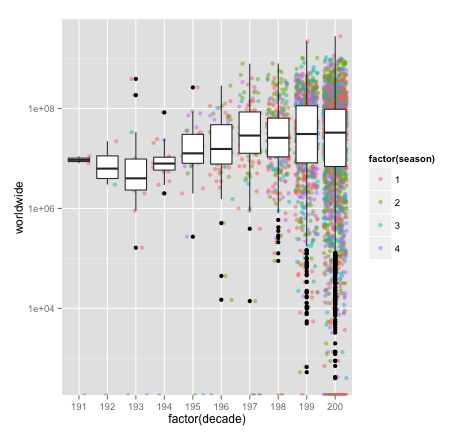 worldwide
1e+08
1e+06
1e+04
191 192 193 194 195 196 197 198 199 200
factor(decade)
factor(season)
1
2
3
4